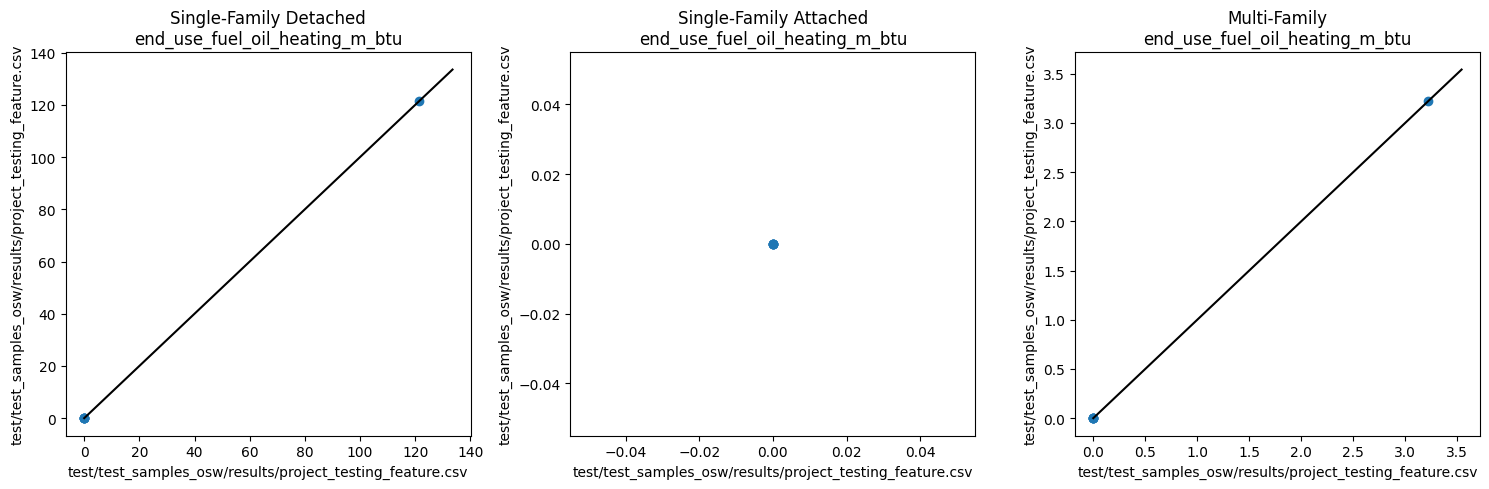 Single-Family Detached
end_use_fuel_oil_heating_m_btu
test/test_samples_osw/results/project_testing_feature.csv
140
120
100
80
60
40
20
0
0 20 40 60 80 100 120 140
test/test_samples_osw/results/project_testing_feature.csv
Single-Family Attached
end_use_fuel_oil_heating_m_btu
test/test_samples_osw/results/project_testing_feature.csv
0.04
0.02
0.00
−0.02
−0.04
−0.04 −0.02 0.00 0.02 0.04
test/test_samples_osw/results/project_testing_feature.csv
Multi-Family
end_use_fuel_oil_heating_m_btu
test/test_samples_osw/results/project_testing_feature.csv
3.5
3.0
2.5
2.0
1.5
1.0
0.5
0.0
0.0 0.5 1.0 1.5 2.0 2.5 3.0 3.5
test/test_samples_osw/results/project_testing_feature.csv